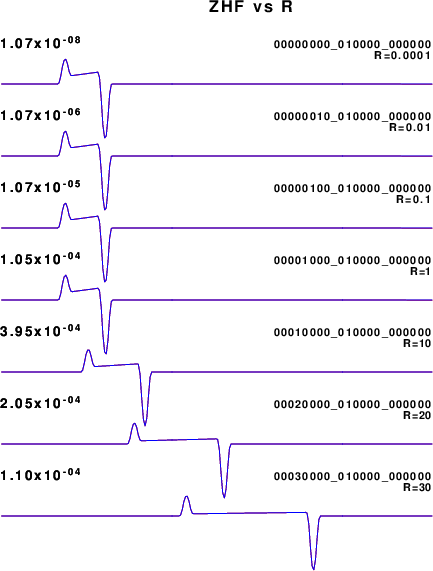 ZHF vs R
1.07x10-08 00000000_010000_000000
R=0.0001
1.07x10-06 00000010_010000_000000
R=0.01
1.07x10-05 00000100_010000_000000
R=0.1
1.05x10-04 00001000_010000_000000
R=1
3.95x10-04 00010000_010000_000000
R=10
2.05x10-04 00020000_010000_000000
R=20
1.10x10-04 00030000_010000_000000
R=30